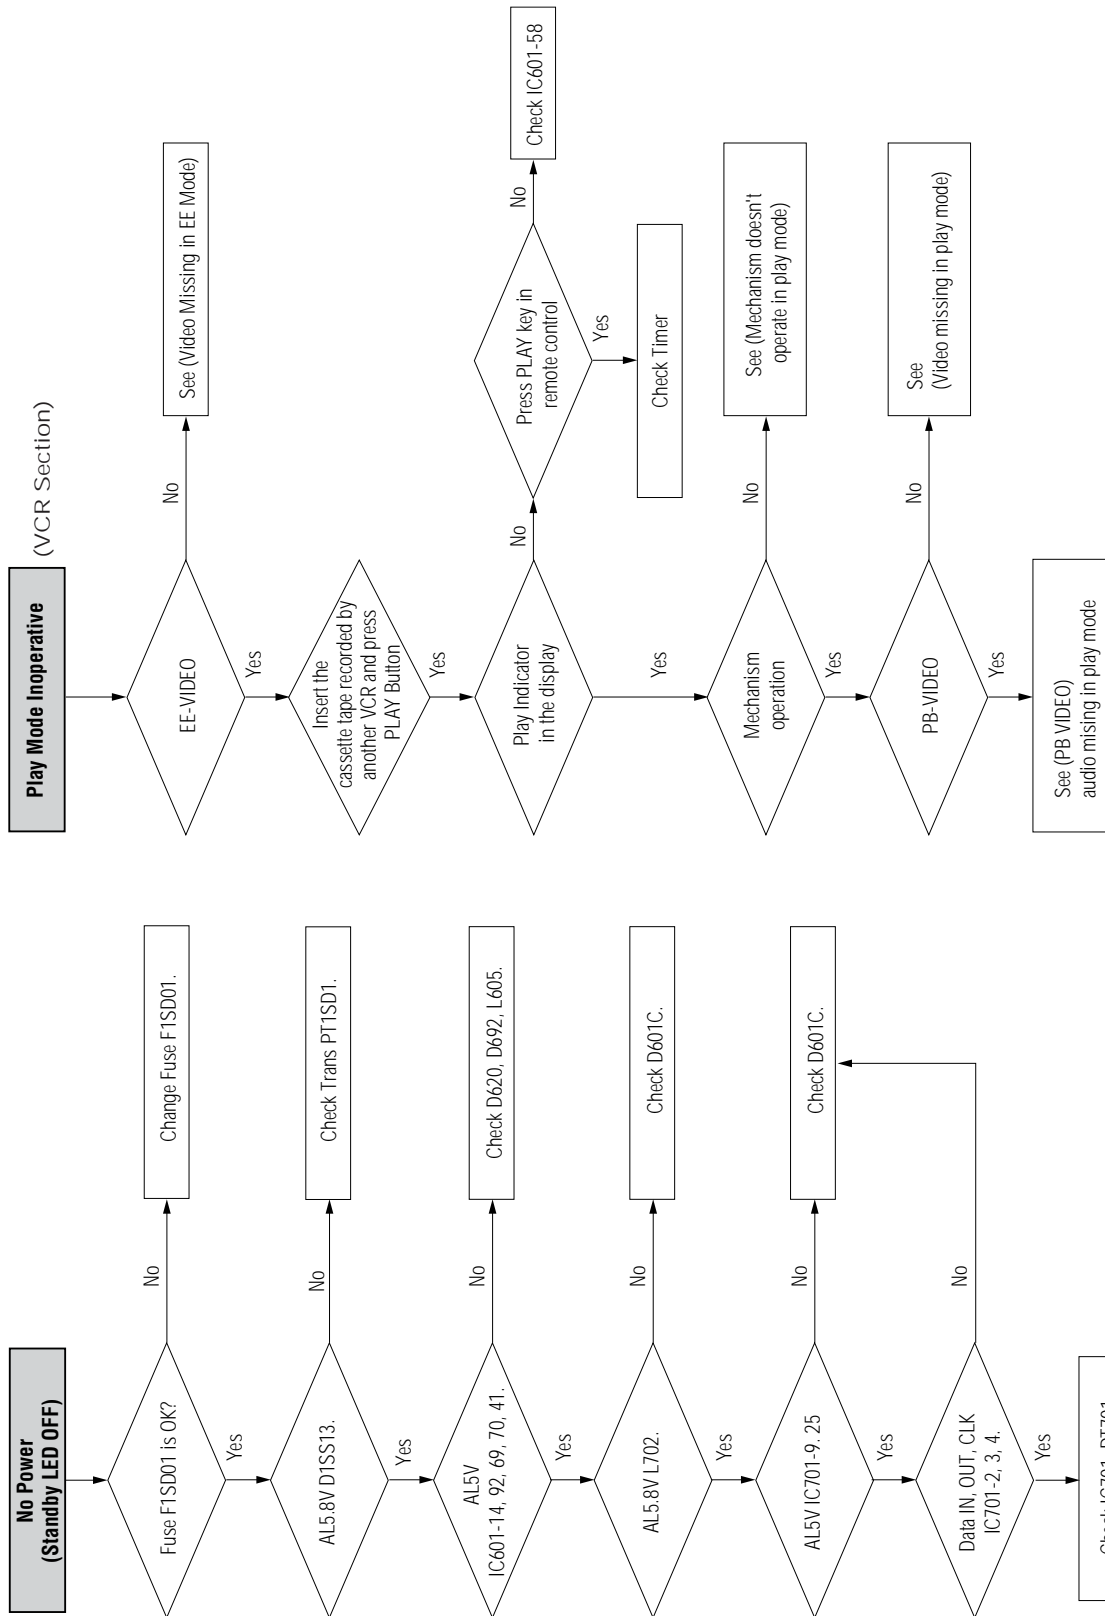 No Power
(Standby LED OFF)
Fuse F1SD01 is OK?
No
Change Fuse F1SD01.
Yes
AL5.8V D1SS13.
No
Check Trans PT1SD1.
Yes
AL5V
IC601-14, 92, 69, 70, 41.
No
Check D620, D692, L605.
Yes
AL5.8V L702.
No
Check D601C.
Yes
AL5V IC701-9. 25
No
Check D601C.
Yes
Data IN, OUT, CLK
IC701-2, 3, 4.
No
Yes
Play Mode Inoperative
(VCR Section)
EE-VIDEO
No
See (Video Missing in EE Mode)
Yes
Insert the
cassette tape recorded by
another VCR and press
PLAY Button
Yes
Play Indicator
in the display
No
Press PLAY key in
remote control
No
Check IC601-58
Yes
Check Timer
Yes
Mechanism
operation
No
See (Mechanism doesn't
operate in play mode)
Yes
PB-VIDEO
No
See
(Video missing in play mode)
Yes
See (PB VIDEO)
audio mising in play mode